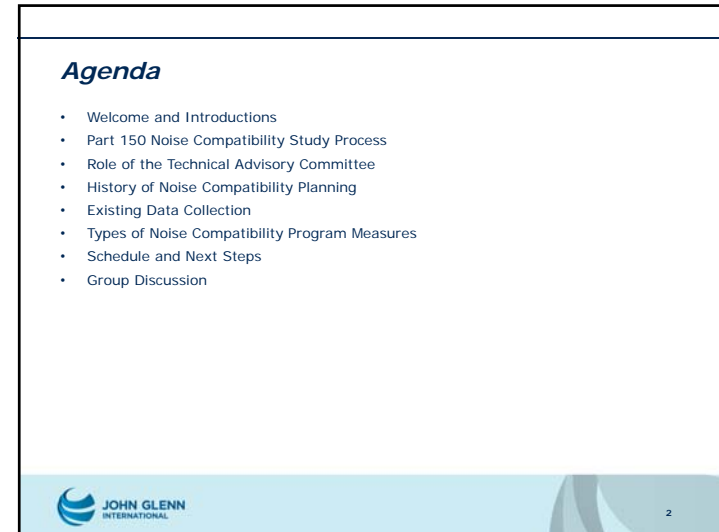 Agenda
• Welcome and Introductions
• Part 150 Noise Compatibility Study Process
• Role of the Technical Advisory Committee
• History of Noise Compatibility Planning
• Existing Data Collection
• Types of Noise Compatibility Program Measures
• Schedule and Next Steps
• Group Discussion
JOHN GLENN
INTERNATIONAL
2